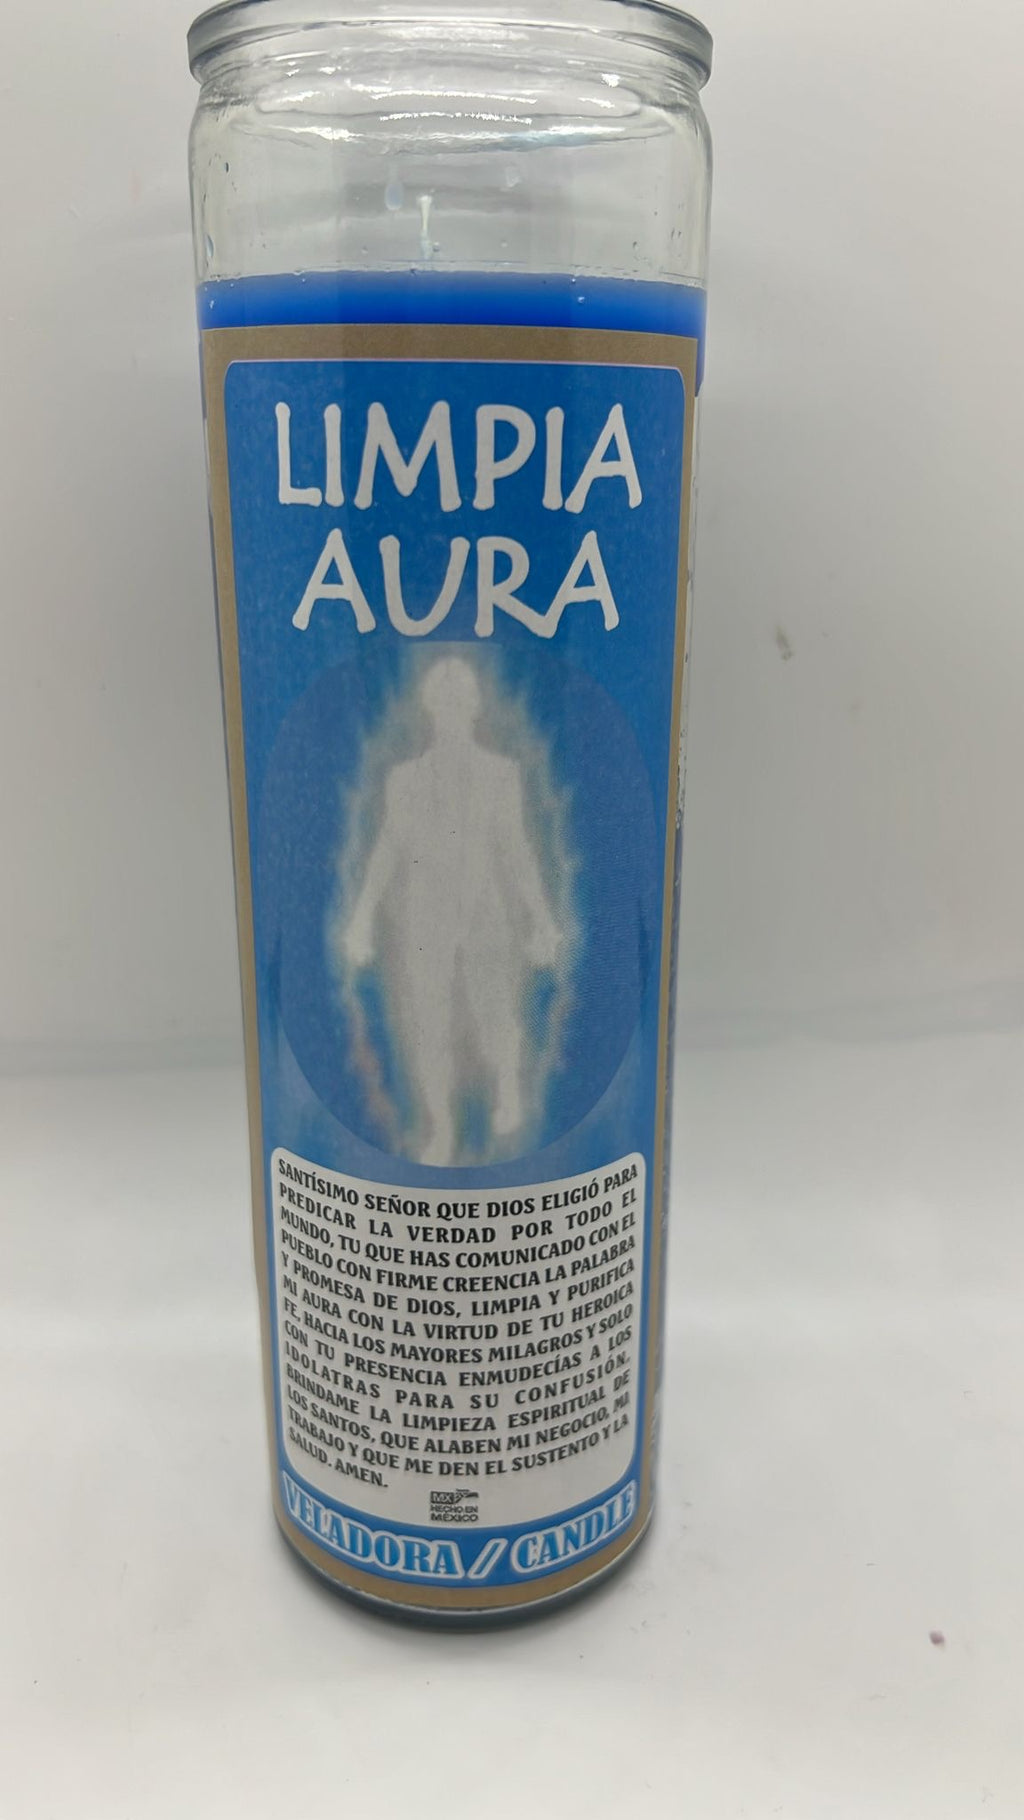 LIMPIA
AURA
SANTÍSIMO SEÑOR QUE DIOS ELIGIÓ PARA
PREDICAR LA VERDAD POR TODO EL
MUNDO, TU QUE HAS COMUNICADO CON EL
PUEBLO CON FIRME CREENCIA LA PALABRA
Y PROMESA DE DIOS, LIMPIA Y PURIFICA
MI AURA CON LA VIRTUD DE TU HEROICA
FE, HACIA LOS MAYORES MILAGROS Y SOLO
CON TU PRESENCIA ENMUDECÍAS A LOS
IDOLATRAS PARA SU CONFUSIÓN.
BRINDAME LA LIMPIEZA ESPIRITUAL DE
LOS SANTOS, QUE ALABEN MI NEGOCIO, MI
TRABAJO Y QUE ME DEN EL SUSTENTO Y LA
SALUD. AMEN.
MX
HECHO EN
MÉXICO
VELADORA / CANDLE